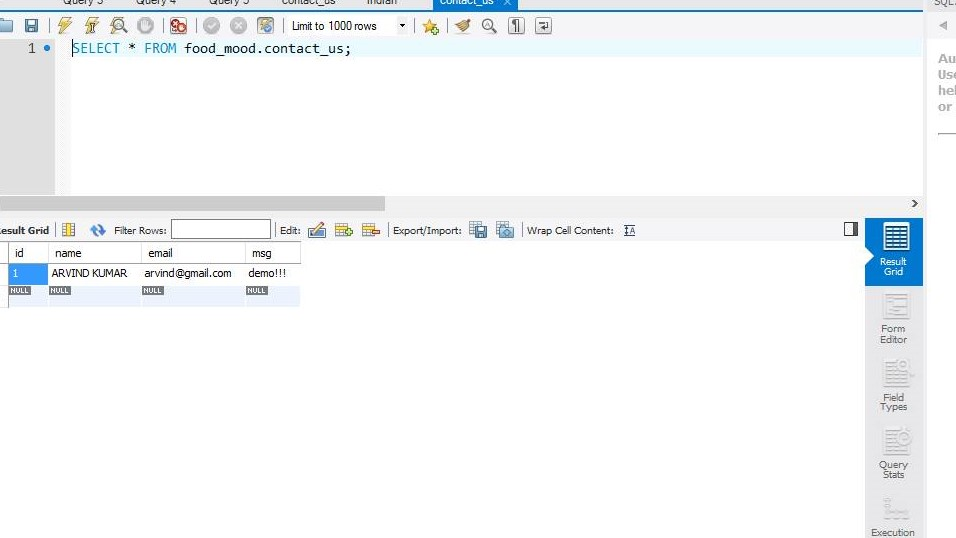 Query 3 Query 4 Query 5 contact_us indian contact_us x
SQL
Limit to 1000 rows
1 SELECT * FROM food_mood.contact_us;
Au
Use
hel
or
esult Grid Filter Rows: Edit: Export/Import: Wrap Cell Content: IA
id name email msg
1 ARVIND KUMAR arvind@gmail.com demo!!!
NULL NULL NULL NULL
Result
Grid
Form
Editor
Field
Types
Query
Stats
Execution